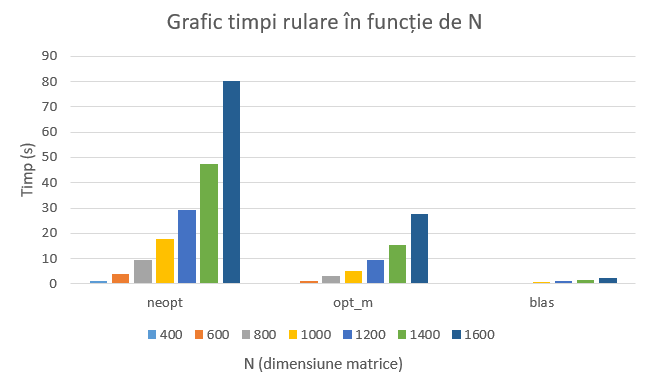 Grafic timpi rulare în funcție de N
90
80
70
60
50
40
30
20
10
0
Timp (s)
neopt opt_m blas
400 600 800 1000 1200 1400 1600
N (dimensiune matrice)